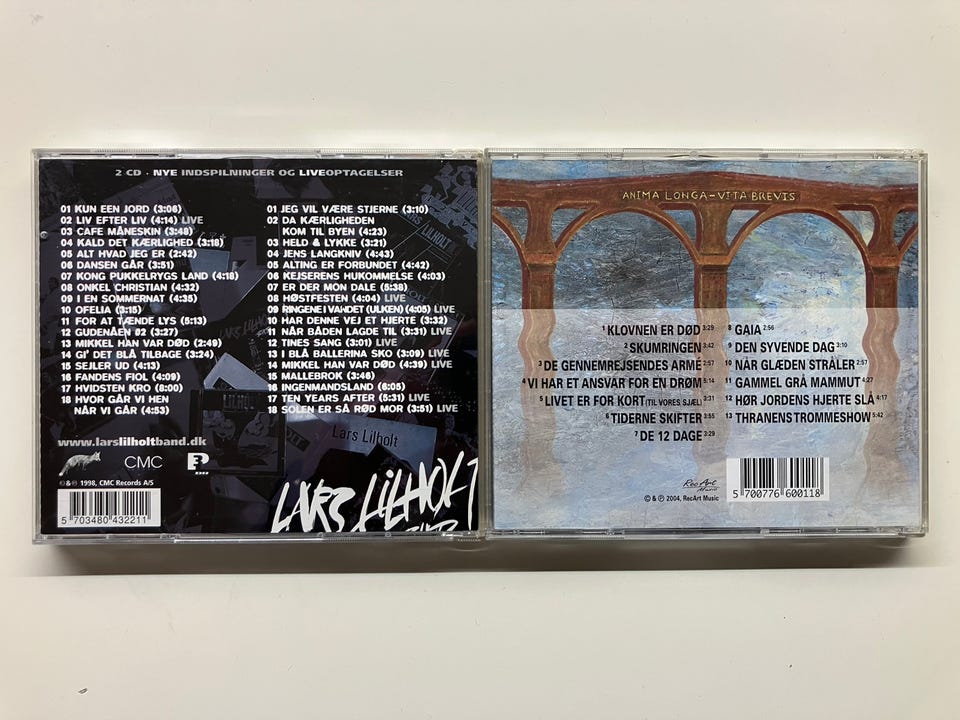 2 CD · NYE INDSPILNINGER OG LIVEOPTAGELSER
01 KUN EEN JORD (3:06)
02 LIV EFTER LIV (4:14) LIVE
03 CAFE MÅNESKIN (3:48)
04 KALD DET KÆRLIGHED (3:18)
05 ALT HVAD JEG ER (2:42)
06 DANSEN GÅR (3:51)
07 KONG PUKKELRYGS LAND (4:18)
08 ONKEL CHRISTIAN (4:32)
09 I EN SOMMERNAT (4:35)
10 OFELIA (3:15)
11 FOR AT TÆNDE LYS (5:13)
12 GUDENÅEN #2 (3:27)
13 MIKKEL HAN VAR DØD (2:49)
14 GI' DET BLÅ TILBAGE (3:24)
15 SEJLER UD (4:13)
16 FANDENS FIOL (4:09)
17 HVIDSTEN KRO (8:00)
18 HVOR GÅR VI HEN
NÅR VI GÅR (4:53)
01 JEG VIL VÆRE STJERNE (3:10)
02 DA KÆRLIGHEDEN
KOM TIL BYEN (4:23)
03 HELD & LYKKE (3:21)
04 JENS LANGKNIV (4:43)
05 ALTING ER FORBUNDET (4:42)
06 KEJSERENS HUKOMMELSE (4:03)
07 ER DER MON DALE (5:38)
08 HØSTFESTEN (4:04) LIVE
09 RINGENE I VANDET (ULKEN) (4:05) LIVE
10 HAR DENNE VEJ ET HJERTE (3:32)
11 NÅR BÅDEN LAGDE TIL (3:31) LIVE
12 TINES SANG (3:01) LIVE
13 I BLÅ BALLERINA SKO (3:09) LIVE
14 MIKKEL HAN VAR DØD (4:39) LIVE
15 MALLEBROK (3:46)
16 INGENMANDSLAND (6:05)
17 TEN YEARS AFTER (5:31) LIVE
18 SOLEN ER SÅ RØD MOR (3:51) LIVE
www.larslilholtband.dk
CMC
℗&© 1998, CMC Records A/S
5 703480 432211
Lars Lilholt
LARS LILHOLT
ANIMA LONGA – VITA BREVIS
1 KLOVNEN ER DØD 3:29
2 SKUMRINGEN 3:42
3 DE GENNEMREJSENDES ARMÉ 2:57
4 VI HAR ET ANSVAR FOR EN DRØM 5:14
5 LIVET ER FOR KORT (TIL VORES SJÆL) 3:31
6 TIDERNE SKIFTER 3:55
7 DE 12 DAGE 3:29
8 GAIA 2:56
9 DEN SYVENDE DAG 3:10
10 NÅR GLÆDEN STRÅLER 2:57
11 GAMMEL GRÅ MAMMUT 4:27
12 HØR JORDENS HJERTE SLÅ 4:17
13 THRANENS TROMMESHOW 5:42
RecArt
Music
© & ℗ 2004, RecArt Music
5 700776 600118